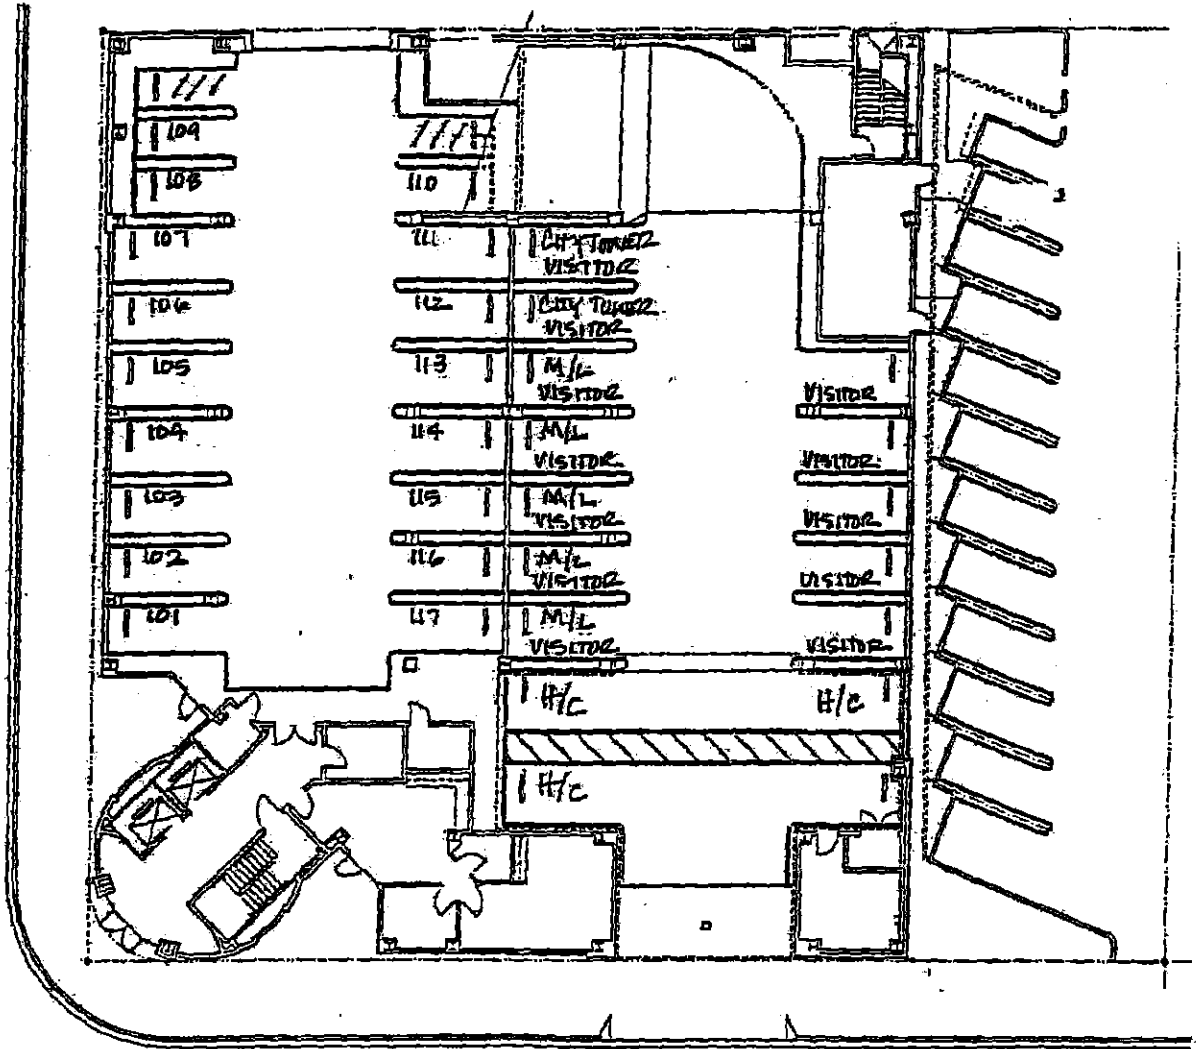 109
108
110
107
111
CITY TOWER
VISITOR
106
112
CITY TOWER
VISITOR
105
113
M/L
VISITOR
VISITOR
104
114
M/L
VISITOR
VISITOR
103
115
M/L
VISITOR
VISITOR
102
116
M/L
VISITOR
VISITOR
101
117
M/L
VISITOR
VISITOR
H/C
H/C
H/C